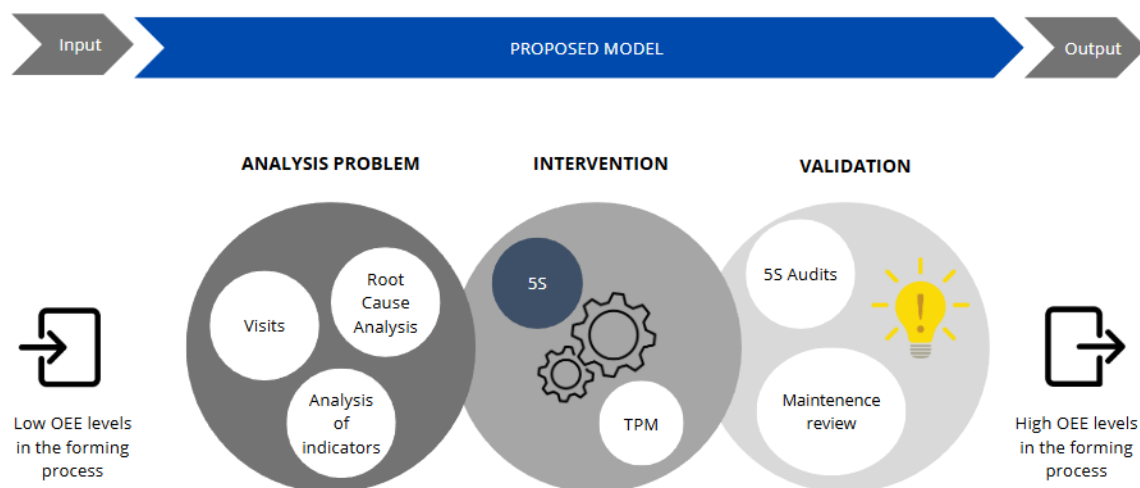 Input
PROPOSED MODEL
Output
ANALYSIS PROBLEM
INTERVENTION
VALIDATION
Visits
Root
Cause
Analysis
Analysis
of
indicators
5S
TPM
5S Audits
Maintenence
review
Low OEE levels
in the forming
process
High OEE levels
in the forming
process